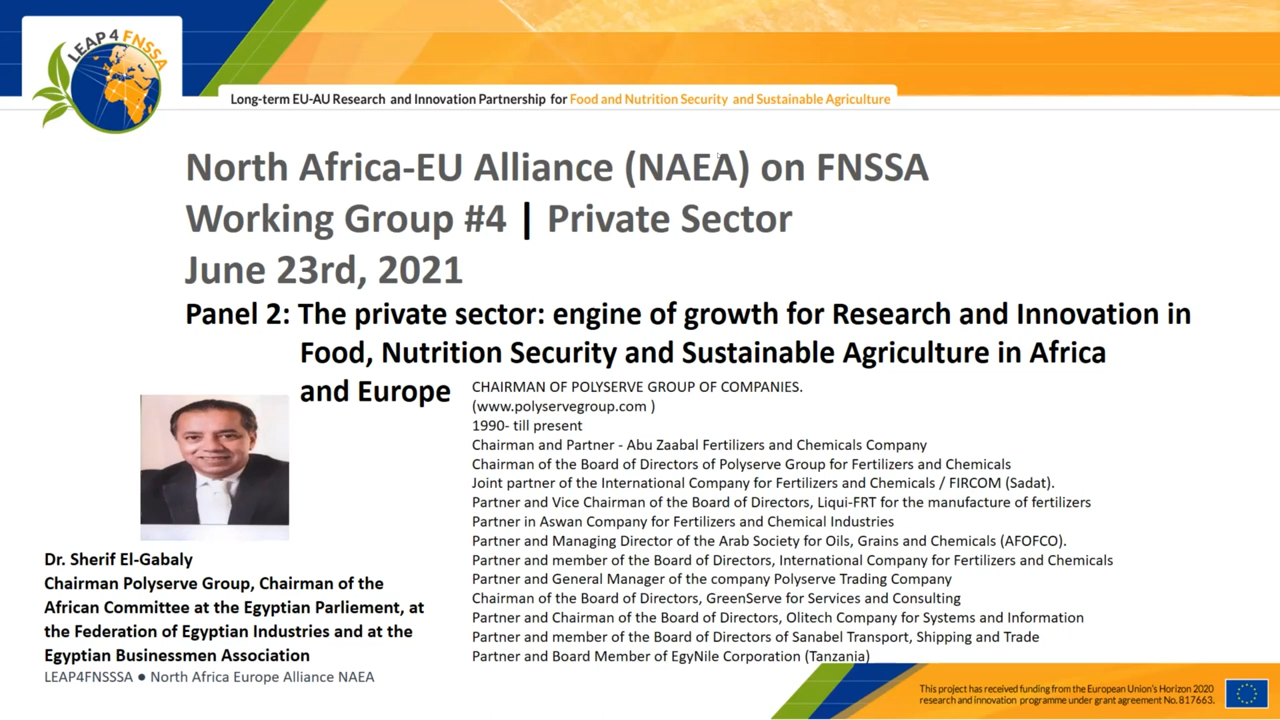 LEAP4FNSSA
Long-term EU-AU Research and Innovation Partnership for Food and Nutrition Security and Sustainable Agriculture
North Africa-EU Alliance (NAEA) on FNSSA
Working Group #4 | Private Sector
June 23rd, 2021
Panel 2: The private sector: engine of growth for Research and Innovation in
Food, Nutrition Security and Sustainable Agriculture in Africa
and Europe
CHAIRMAN OF POLYSERVE GROUP OF COMPANIES.
(www.polyservegroup.com )
1990- till present
Chairman and Partner - Abu Zaabal Fertilizers and Chemicals Company
Chairman of the Board of Directors of Polyserve Group for Fertilizers and Chemicals
Joint partner of the International Company for Fertilizers and Chemicals / FIRCOM (Sadat).
Partner and Vice Chairman of the Board of Directors, Liqui-FRT for the manufacture of fertilizers
Partner in Aswan Company for Fertilizers and Chemical Industries
Partner and Managing Director of the Arab Society for Oils, Grains and Chemicals (AFOFCO).
Partner and member of the Board of Directors, International Company for Fertilizers and Chemicals
Partner and General Manager of the company Polyserve Trading Company
Chairman of the Board of Directors, GreenServe for Services and Consulting
Partner and Chairman of the Board of Directors, Olitech Company for Systems and Information
Partner and member of the Board of Directors of Sanabel Transport, Shipping and Trade
Partner and Board Member of EgyNile Corporation (Tanzania)
Dr. Sherif El-Gabaly
Chairman Polyserve Group, Chairman of the
African Committee at the Egyptian Parliement, at
the Federation of Egyptian Industries and at the
Egyptian Businessmen Association
LEAP4FNSSSA ● North Africa Europe Alliance NAEA
This project has received funding from the European Union's Horizon 2020
research and innovation programme under grant agreement No. 817663.